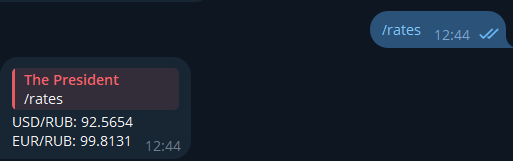 /rates 12:44
The President
/rates
USD/RUB: 92.5654
EUR/RUB: 99.8131 12:44